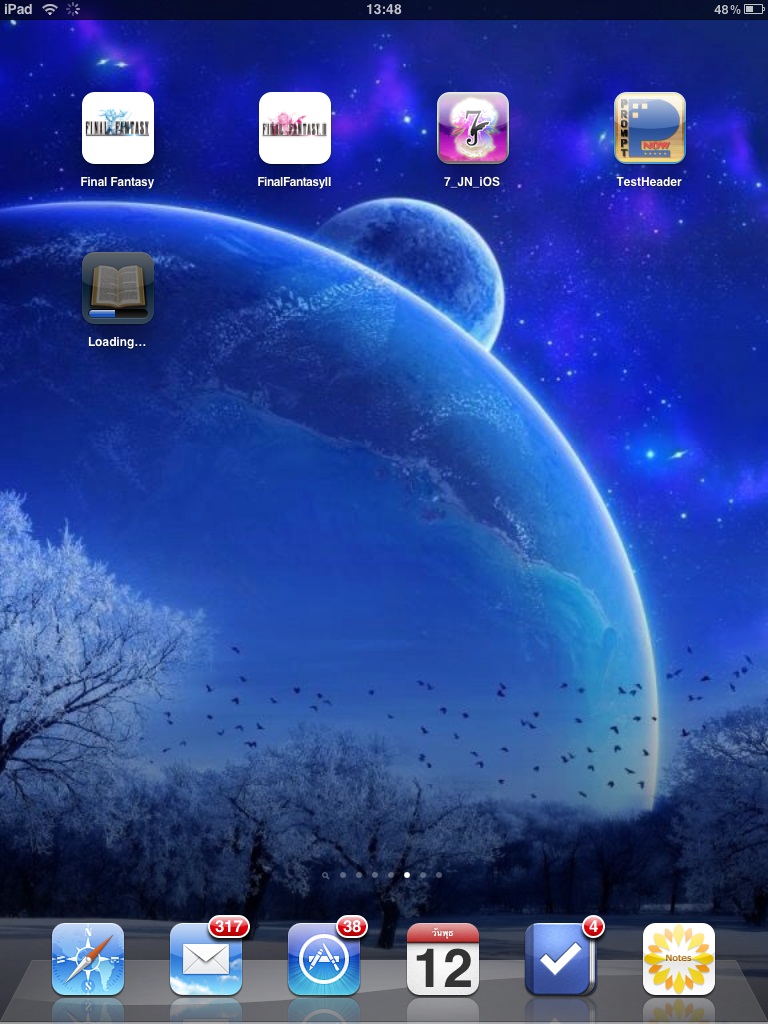 iPad 13:48 48%
FINAL FANTASY
FINAL FANTASY II
7
PROMPT
NOW
Final Fantasy FinalFantasyII 7_JN_iOS TestHeader
Loading...
317 38 4
N
วันพุธ
12
Notes
S